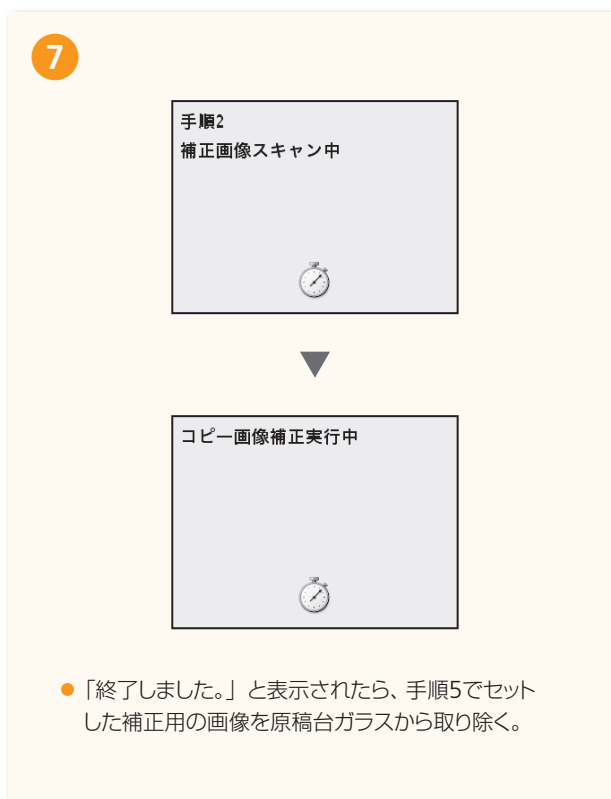 7
手順2
補正画像スキャン中
コピー画像補正実行中
「終了しました。」と表示されたら、手順5でセット
した補正用の画像を原稿台ガラスから取り除く。